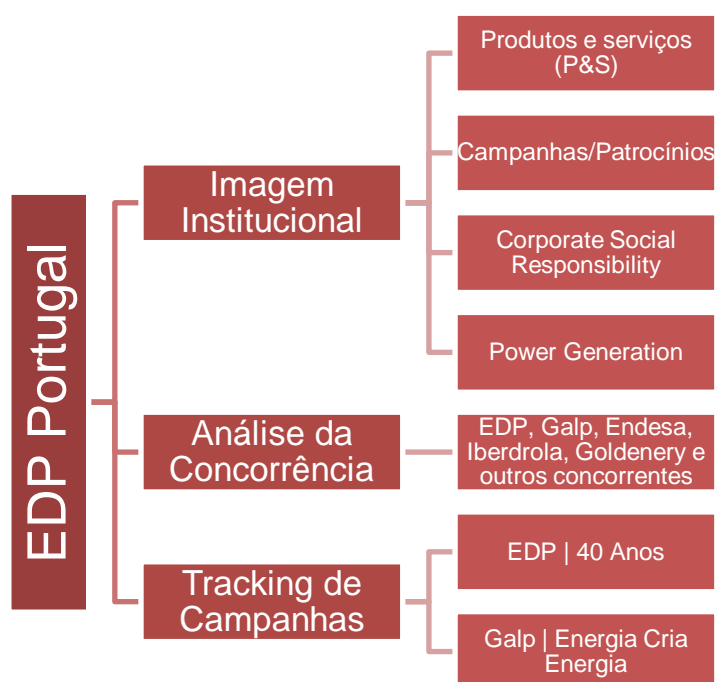 EDP Portugal
Imagem
Institucional
Produtos e serviços
(P&S)
Campanhas/Patrocínios
Corporate Social
Responsibility
Power Generation
Análise da
Concorrência
EDP, Galp, Endesa,
Iberdrola, Goldenery e
outros concorrentes
Tracking de
Campanhas
EDP | 40 Anos
Galp | Energia Cria
Energia